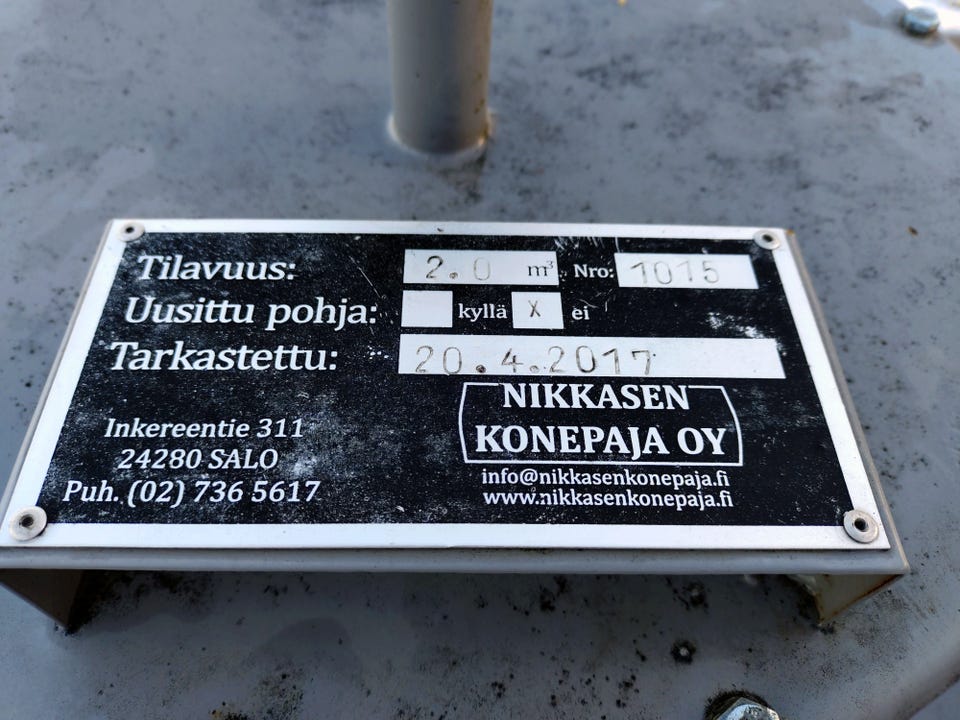 Tilavuus: 2.0 m³ Nro: 1015
Uusittu pohja: kyllä X ei
Tarkastettu: 20.4.2017
Inkereentie 311
24280 SALO
Puh. (02) 736 5617
NIKKASEN
KONEPAJA OY
info@nikkasenkonepaja.fi
www.nikkasenkonepaja.fi